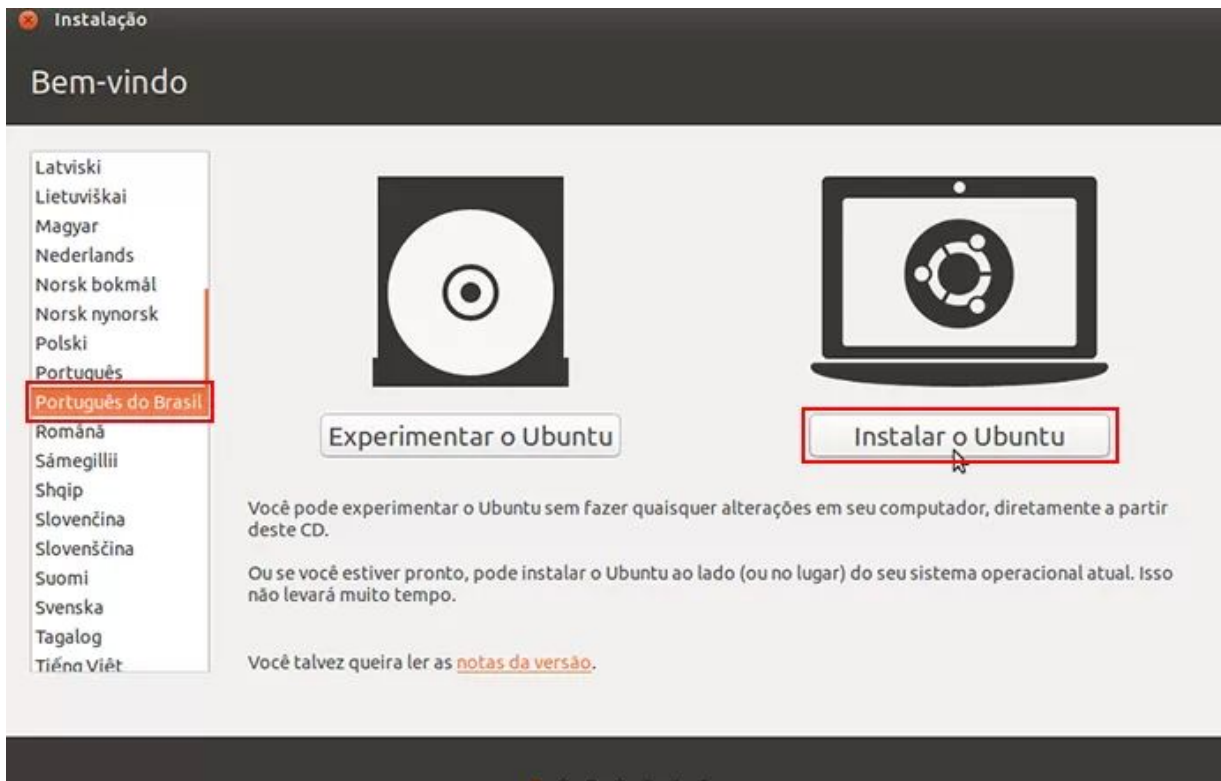 Instalação
Bem-vindo
Latviski
Lietuviškai
Magyar
Nederlands
Norsk bokmål
Norsk nynorsk
Polski
Português
Português do Brasil
Română
Sámegillii
Shqip
Slovenčina
Slovenščina
Suomi
Svenska
Tagalog
Tiếng Việt
Experimentar o Ubuntu
Instalar o Ubuntu
Você pode experimentar o Ubuntu sem fazer quaisquer alterações em seu computador, diretamente a partir
deste CD.
Ou se você estiver pronto, pode instalar o Ubuntu ao lado (ou no lugar) do seu sistema operacional atual. Isso
não levará muito tempo.
Você talvez queira ler as notas da versão.